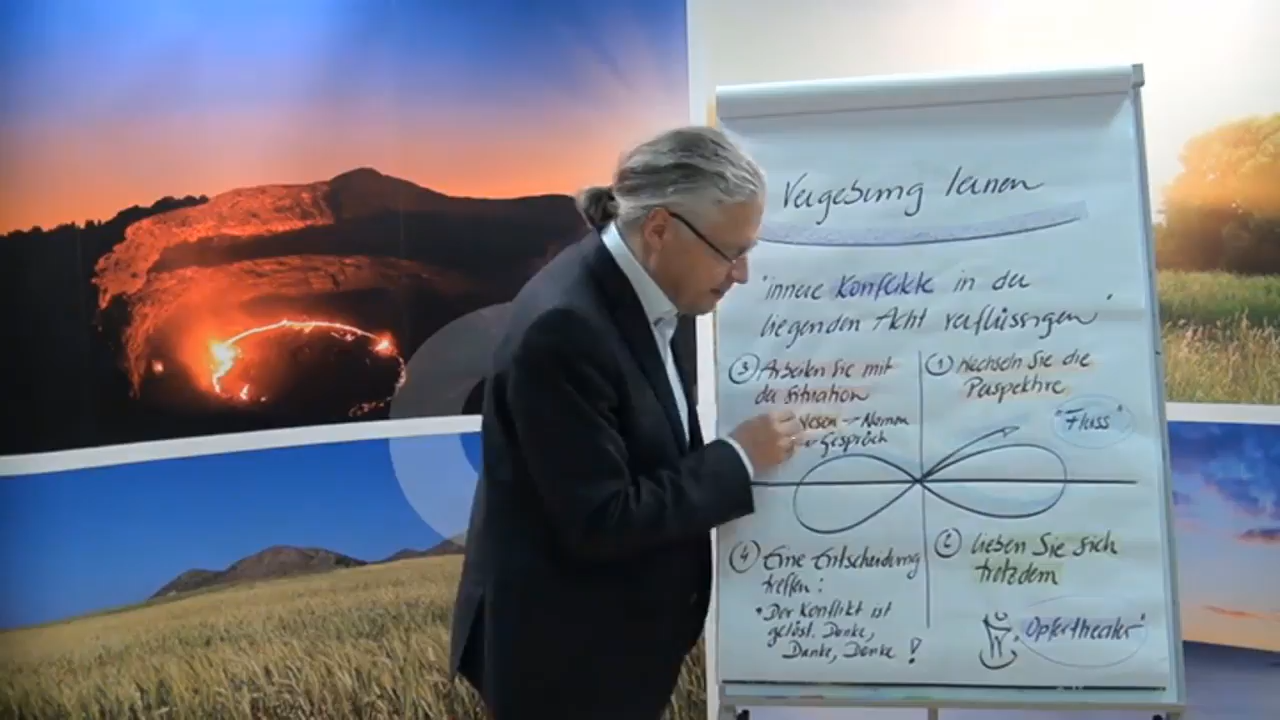 Vergebung lernen
"innere Konflikte in der
liegenden Acht verflüssigen"
③ Arbeiten Sie mit
der Situation
① Wechseln Sie die
Perspektive
"Fluss"
Gespräch
④ Eine Entscheidung
treffen:
• Der Konflikt ist
gelöst. Danke,
Danke, Danke!
② Lieben Sie sich
trotzdem
"Opfertheater"